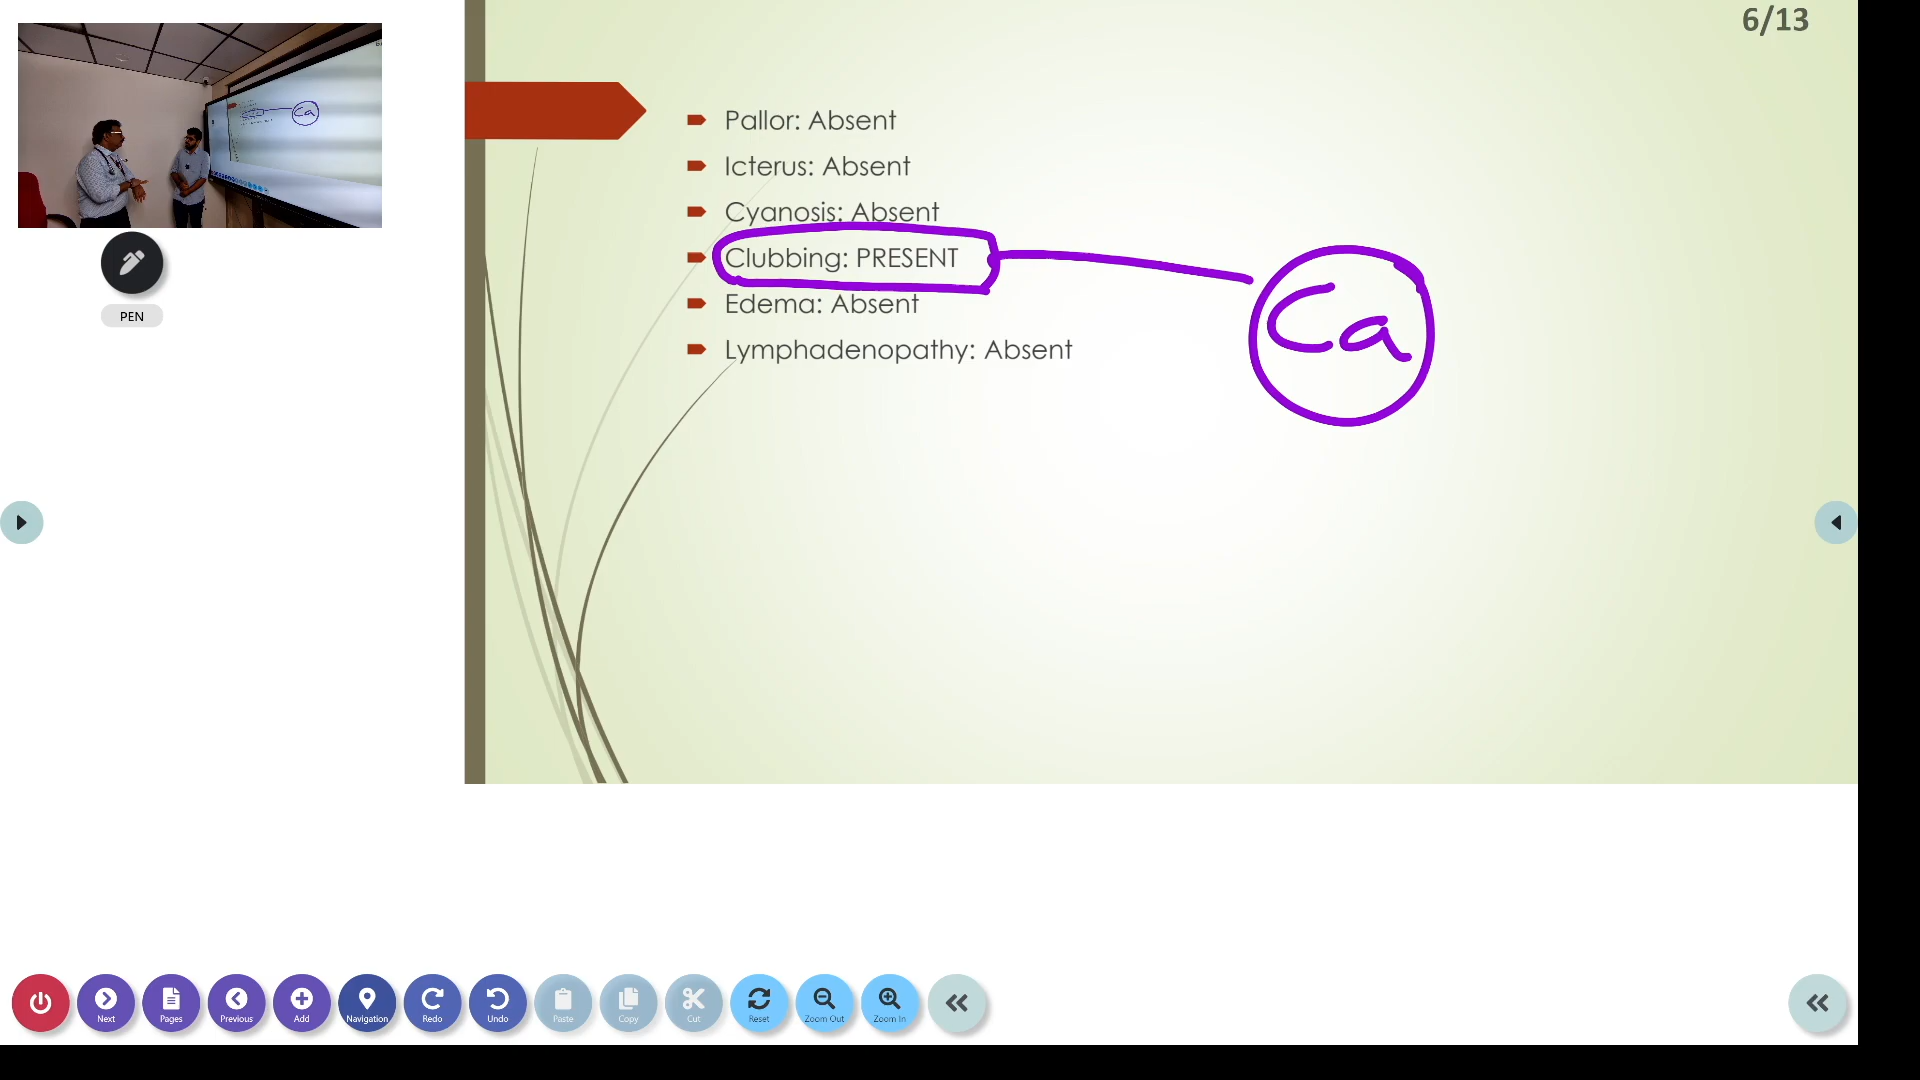 6/13
Pallor: Absent
Icterus: Absent
Cyanosis: Absent
Clubbing: PRESENT
Edema: Absent
Lymphadenopathy: Absent
Ca
PEN
Next
Pages
Previous
Add
Navigation
Redo
Undo
Paste
Copy
Cut
Reset
Zoom Out
Zoom In